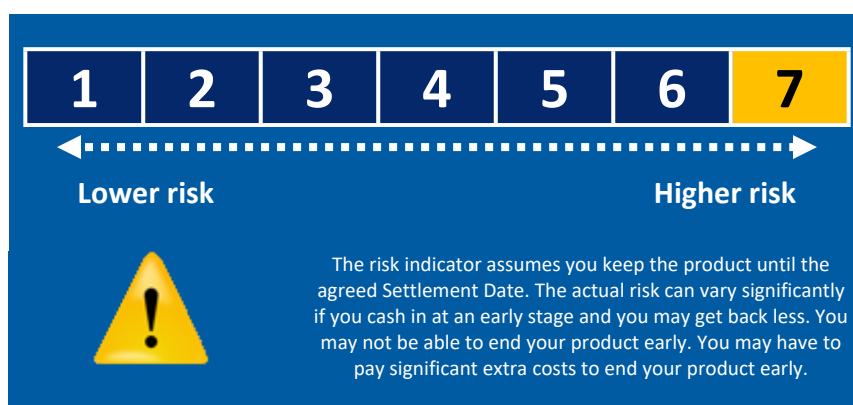 1 2 3 4 5 6 7
Lower risk Higher risk
The risk indicator assumes you keep the product until the
agreed Settlement Date. The actual risk can vary significantly
if you cash in at an early stage and you may get back less. You
may not be able to end your product early. You may have to
pay significant extra costs to end your product early.